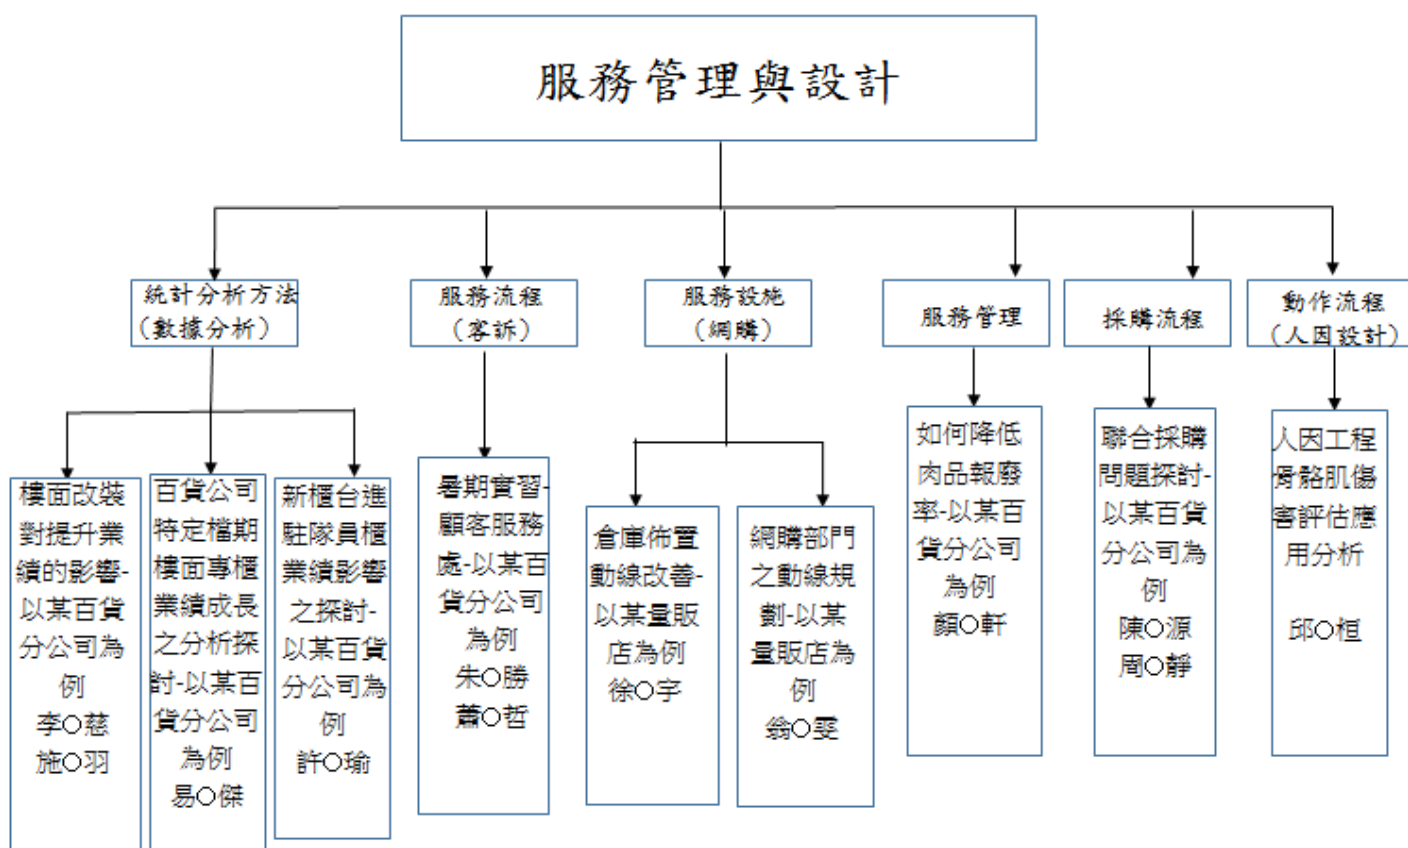 服務管理與設計
統計分析方法
(數據分析)
服務流程
(客訴)
服務設施
(網購)
服務管理
採購流程
動作流程
(人因設計)
樓面改裝
對提升業
績的影響-
以某百貨
分公司為
例
李○慈
施○羽
百貨公司
特定檔期
樓面專櫃
業績成長
之分析探
討-以某百
貨分公司
為例
易○傑
新櫃台進
駐隊員櫃
業績影響
之探討-
以某百貨
分公司為
例
許○瑜
暑期實習-
顧客服務
處-以某百
貨分公司
為例
朱○勝
蕭○哲
倉庫佈置
動線改善-
以某量販
店為例
徐○宇
網購部門
之動線規
劃-以某
量販店為
例
翁○雯
如何降低
肉品報廢
率-以某百
貨分公司
為例
顏○軒
聯合採購
問題探討-
以某百貨
分公司為
例
陳○源
周○靜
人因工程
骨骼肌傷
害評估應
用分析
邱○桓